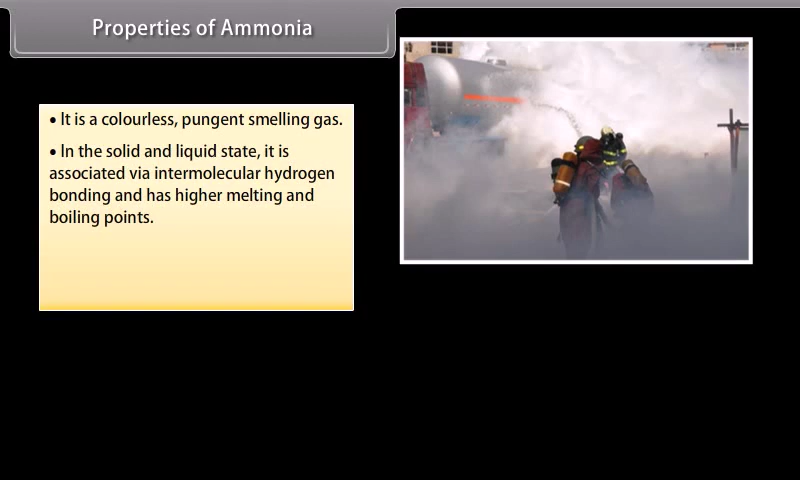 Properties of Ammonia
• It is a colourless, pungent smelling gas.
• In the solid and liquid state, it is
associated via intermolecular hydrogen
bonding and has higher melting and
boiling points.